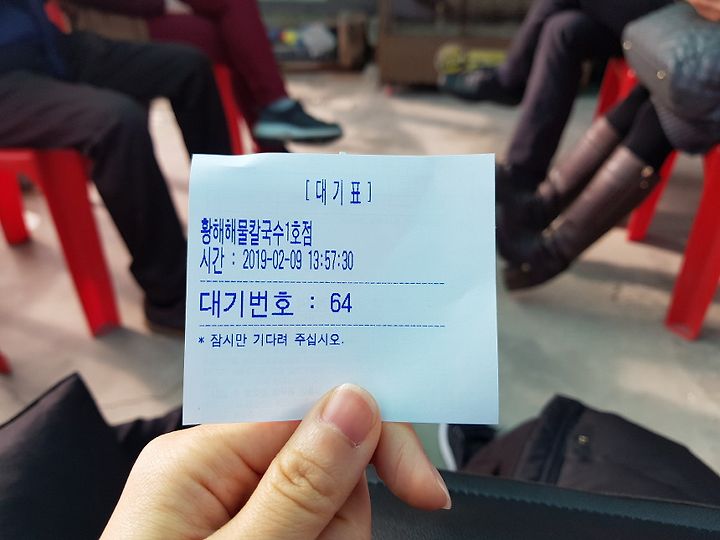 [대기표]
황해해물칼국수1호점
시간 : 2019-02-09 13:57:30
대기번호 : 64
* 잠시만 기다려 주십시오.